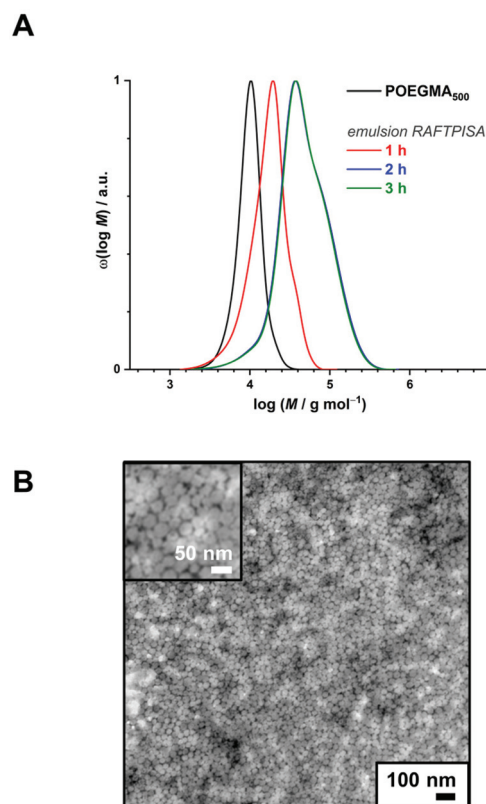 A
1
ω(log M) / a.u.
0
3 4 5 6
log (M / g mol⁻¹)
POEGMA₅₀₀
emulsion RAFTPISA
1 h
2 h
3 h
B
50 nm
100 nm